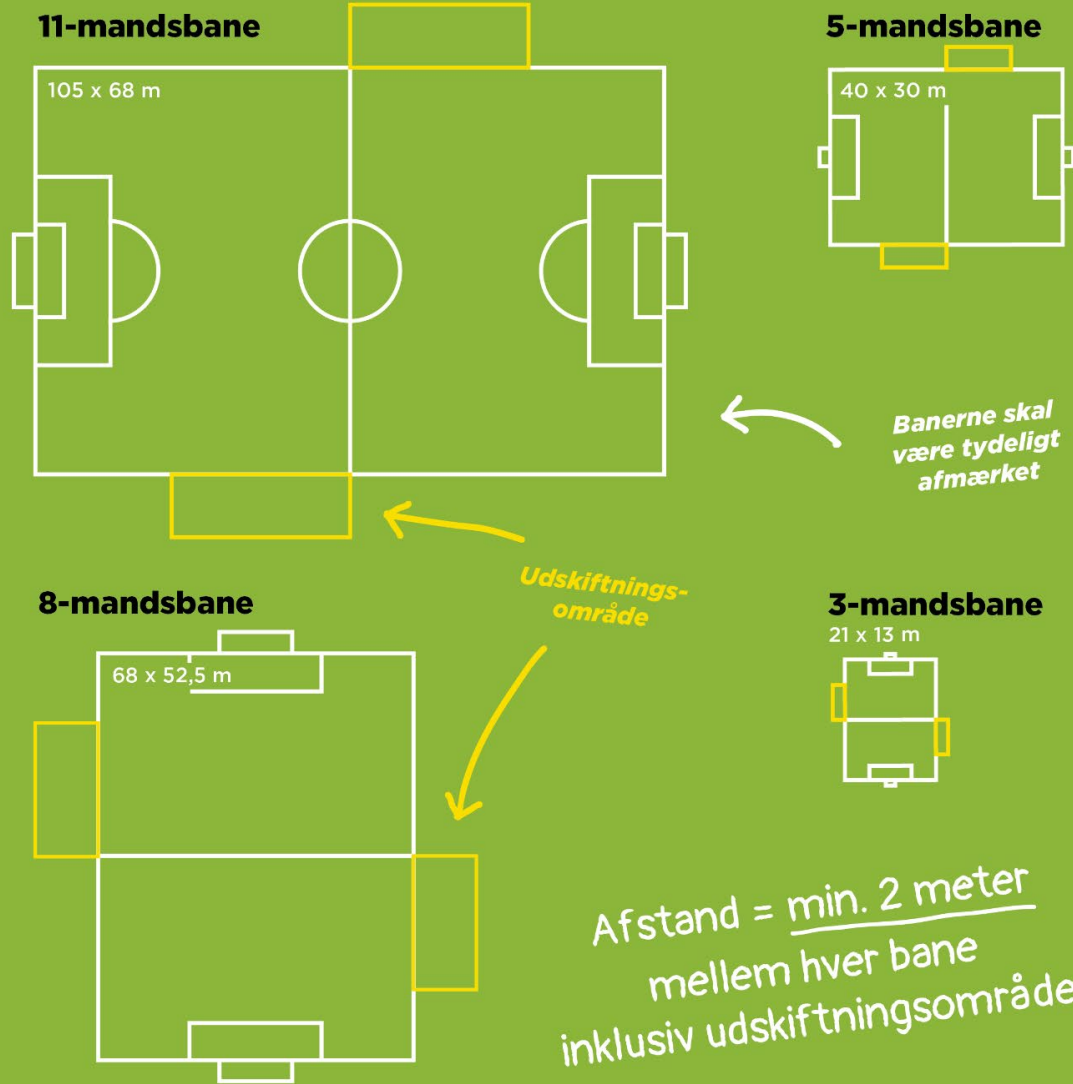 11-mandsbane
105 x 68 m
5-mandsbane
40 x 30 m
Banerne skal
være tydeligt
afmærket
Udskiftnings-
område
8-mandsbane
68 x 52,5 m
3-mandsbane
21 x 13 m
Afstand = min. 2 meter
mellem hver bane
inklusiv udskiftningsområde